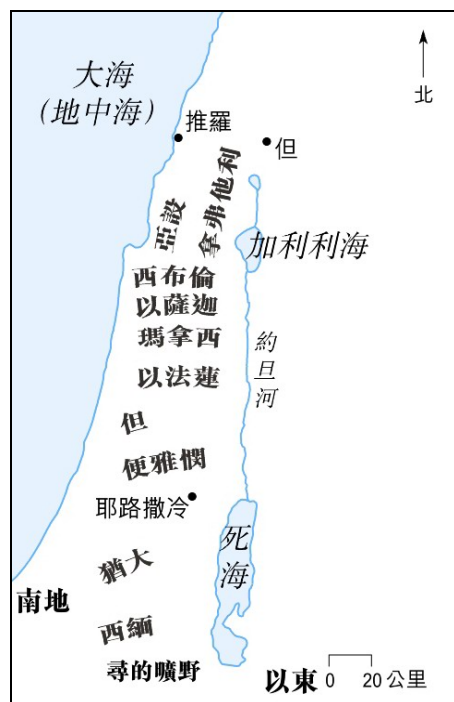 大海
(地中海)
北
推羅
但
拿弗他利
亞設
加利利海
西布倫
以薩迦
瑪拿西
約旦河
以法蓮
但
便雅憫
耶路撒冷
死海
猶大
南地
西緬
尋的曠野
以東
0 20 公里